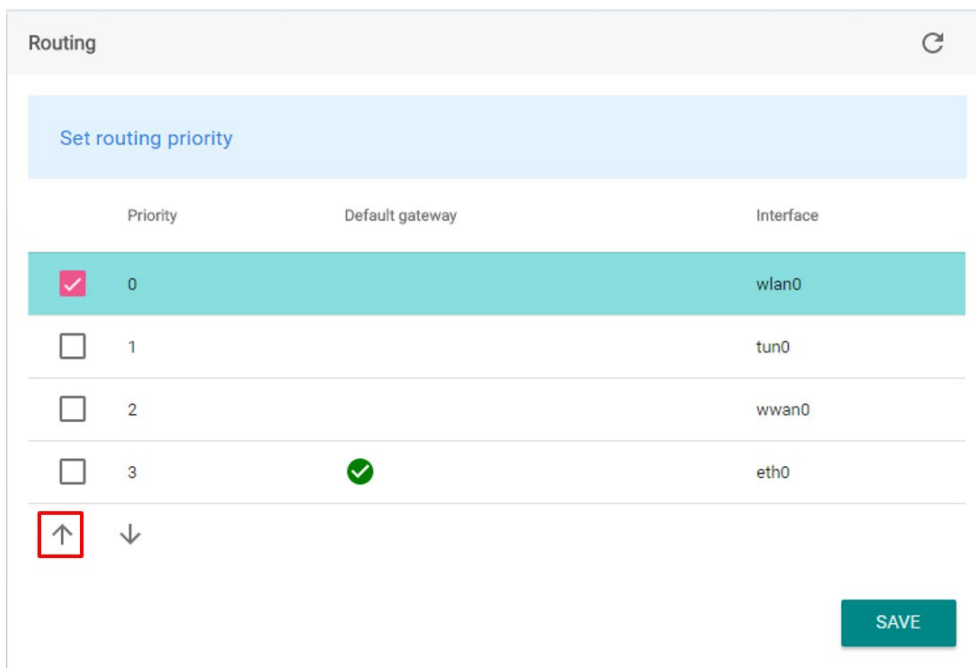 Routing
Set routing priority
Priority Default gateway Interface
0 wlan0
1 tun0
2 wwan0
3 eth0
SAVE